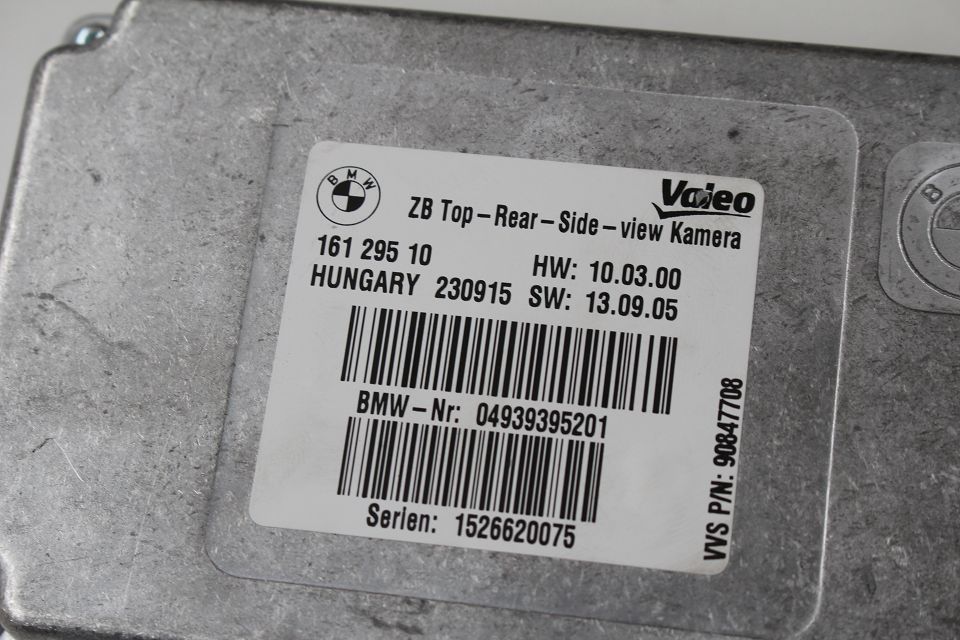 BMW
Valeo
ZB Top-Rear-Side-view Kamera
161 295 10
HW: 10.03.00
HUNGARY 230915 SW: 13.09.05
BMW-Nr: 04939395201
Serien: 1526620075
VVS P/N: 90847708
B